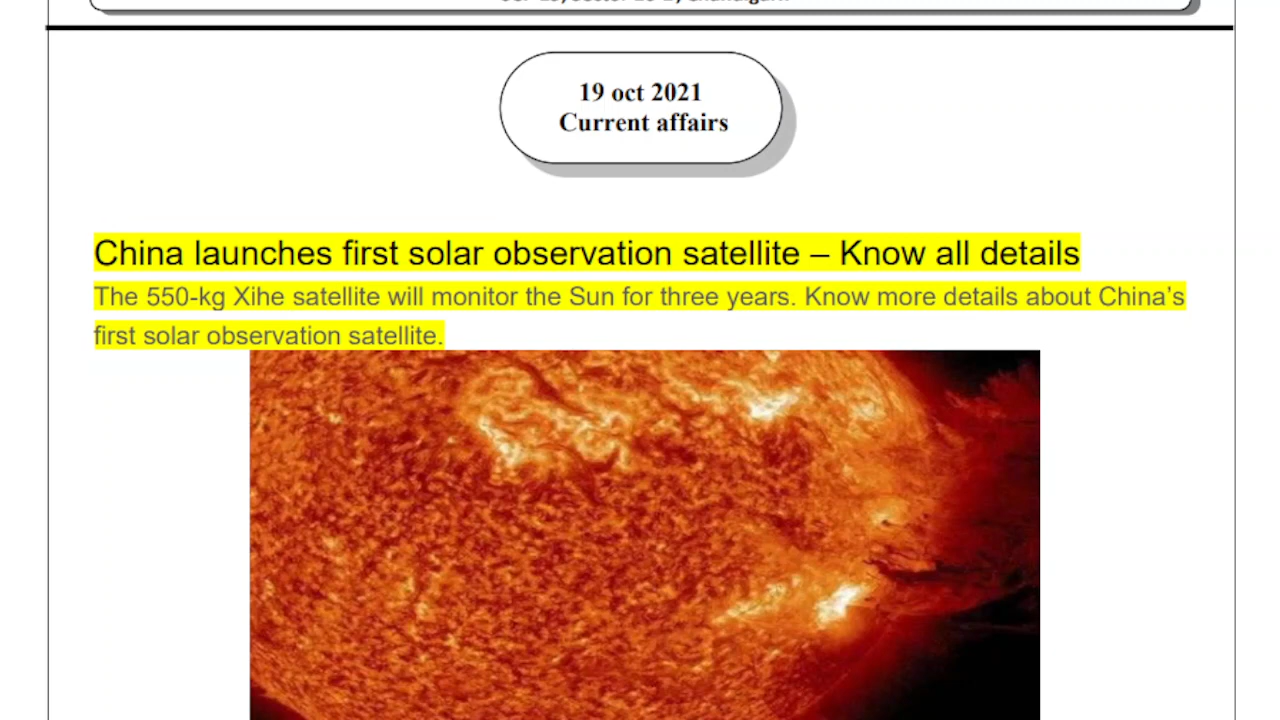 19 oct 2021
Current affairs
China launches first solar observation satellite – Know all details
The 550-kg Xihe satellite will monitor the Sun for three years. Know more details about China’s
first solar observation satellite.